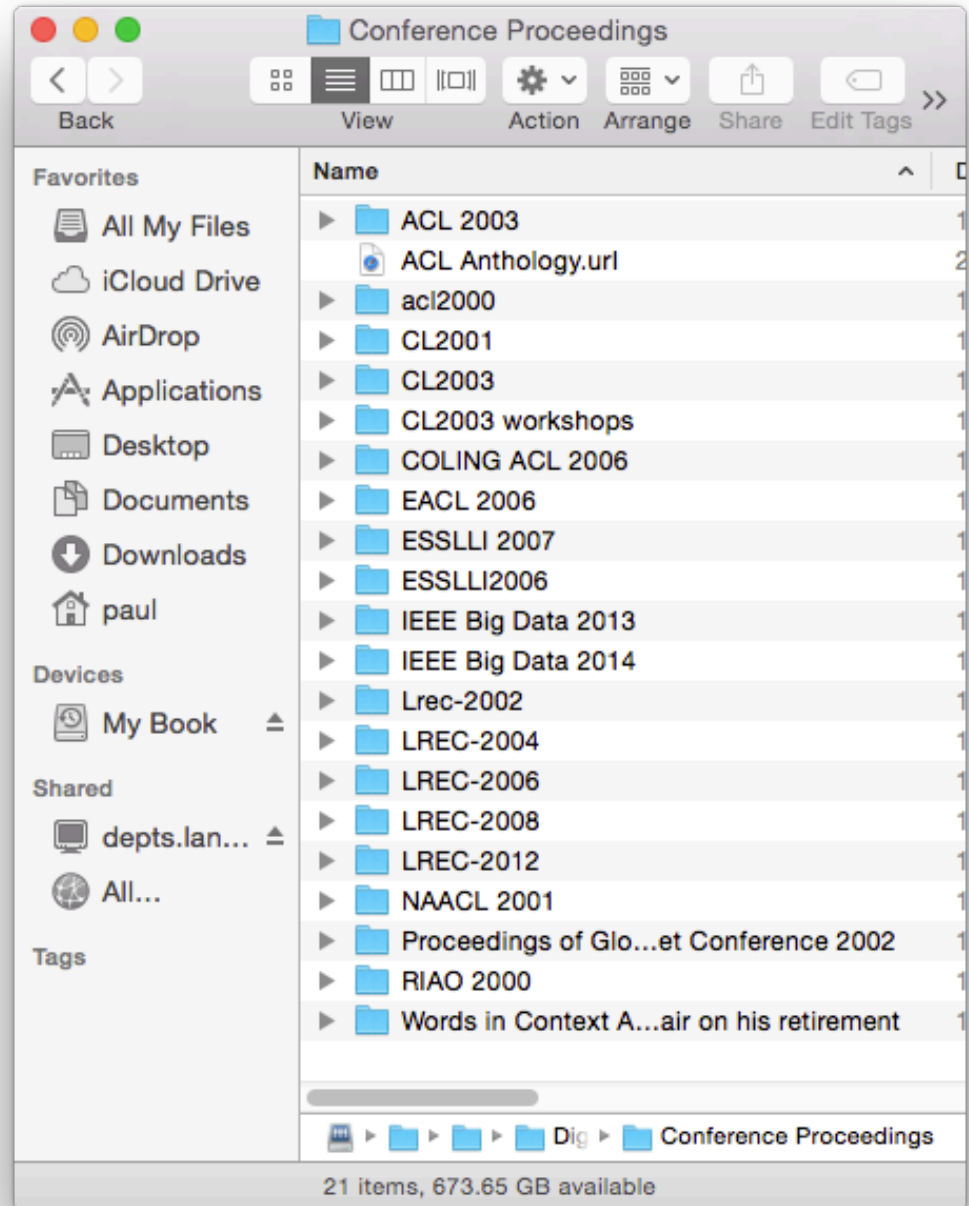 Conference Proceedings
Back View Action Arrange Share Edit Tags
Favorites
All My Files
iCloud Drive
AirDrop
Applications
Desktop
Documents
Downloads
paul
Devices
My Book
Shared
depts.lan...
All...
Tags
Name
ACL 2003
ACL Anthology.url
acl2000
CL2001
CL2003
CL2003 workshops
COLING ACL 2006
EACL 2006
ESSLLI 2007
ESSLLI2006
IEEE Big Data 2013
IEEE Big Data 2014
Lrec-2002
LREC-2004
LREC-2006
LREC-2008
LREC-2012
NAACL 2001
Proceedings of Glo...et Conference 2002
RIAO 2000
Words in Context A...air on his retirement
Dig Conference Proceedings
21 items, 673.65 GB available